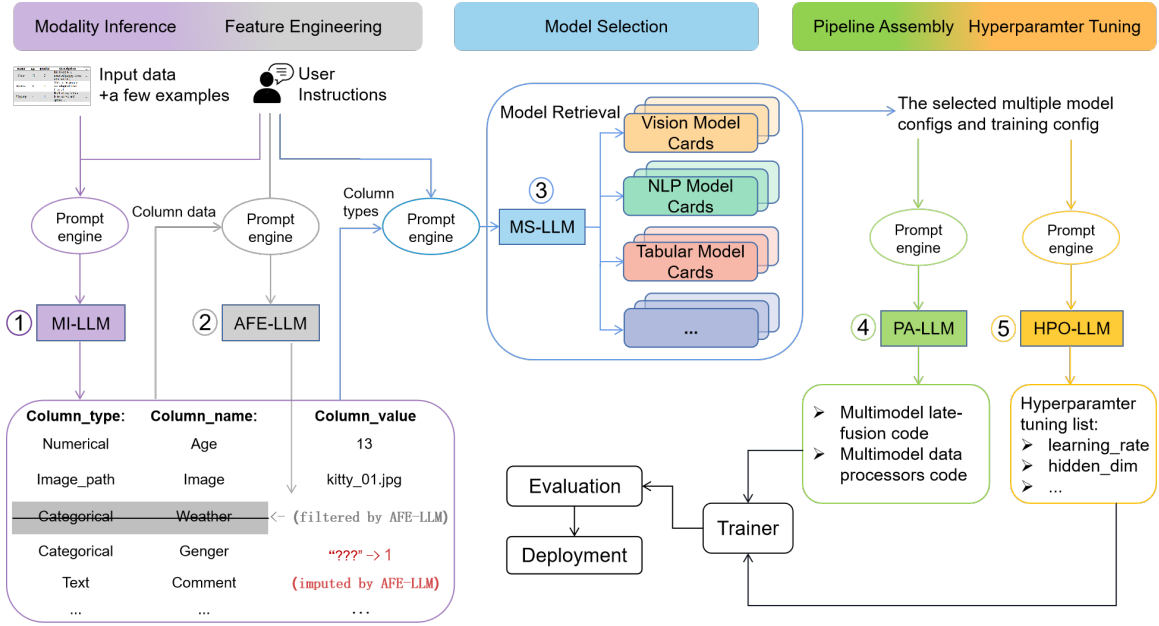 Modality Inference
Feature Engineering
Model Selection
Pipeline Assembly
Hyperparamter Tuning
Input data
+a few examples
User
Instructions
Model Retrieval
Vision Model
Cards
NLP Model
Cards
Tabular Model
Cards
...
The selected multiple model
configs and training config
Column data
Column
types
Prompt
engine
Prompt
engine
Prompt
engine
Prompt
engine
Prompt
engine
① MI-LLM
② AFE-LLM
③
MS-LLM
④ PA-LLM
⑤ HPO-LLM
Column_type: Column_name: Column_value
Numerical Age 13
Image_path Image kitty_01.jpg
Categorical Weather (filtered by AFE-LLM)
Categorical Genger “???” -> 1
Text Comment (imputed by AFE-LLM)
... ... ...
➢ Multimodel late-
fusion code
➢ Multimodel data
processors code
Hyperparamter
tuning list:
➢ learning_rate
➢ hidden_dim
➢ ...
Evaluation
Deployment
Trainer